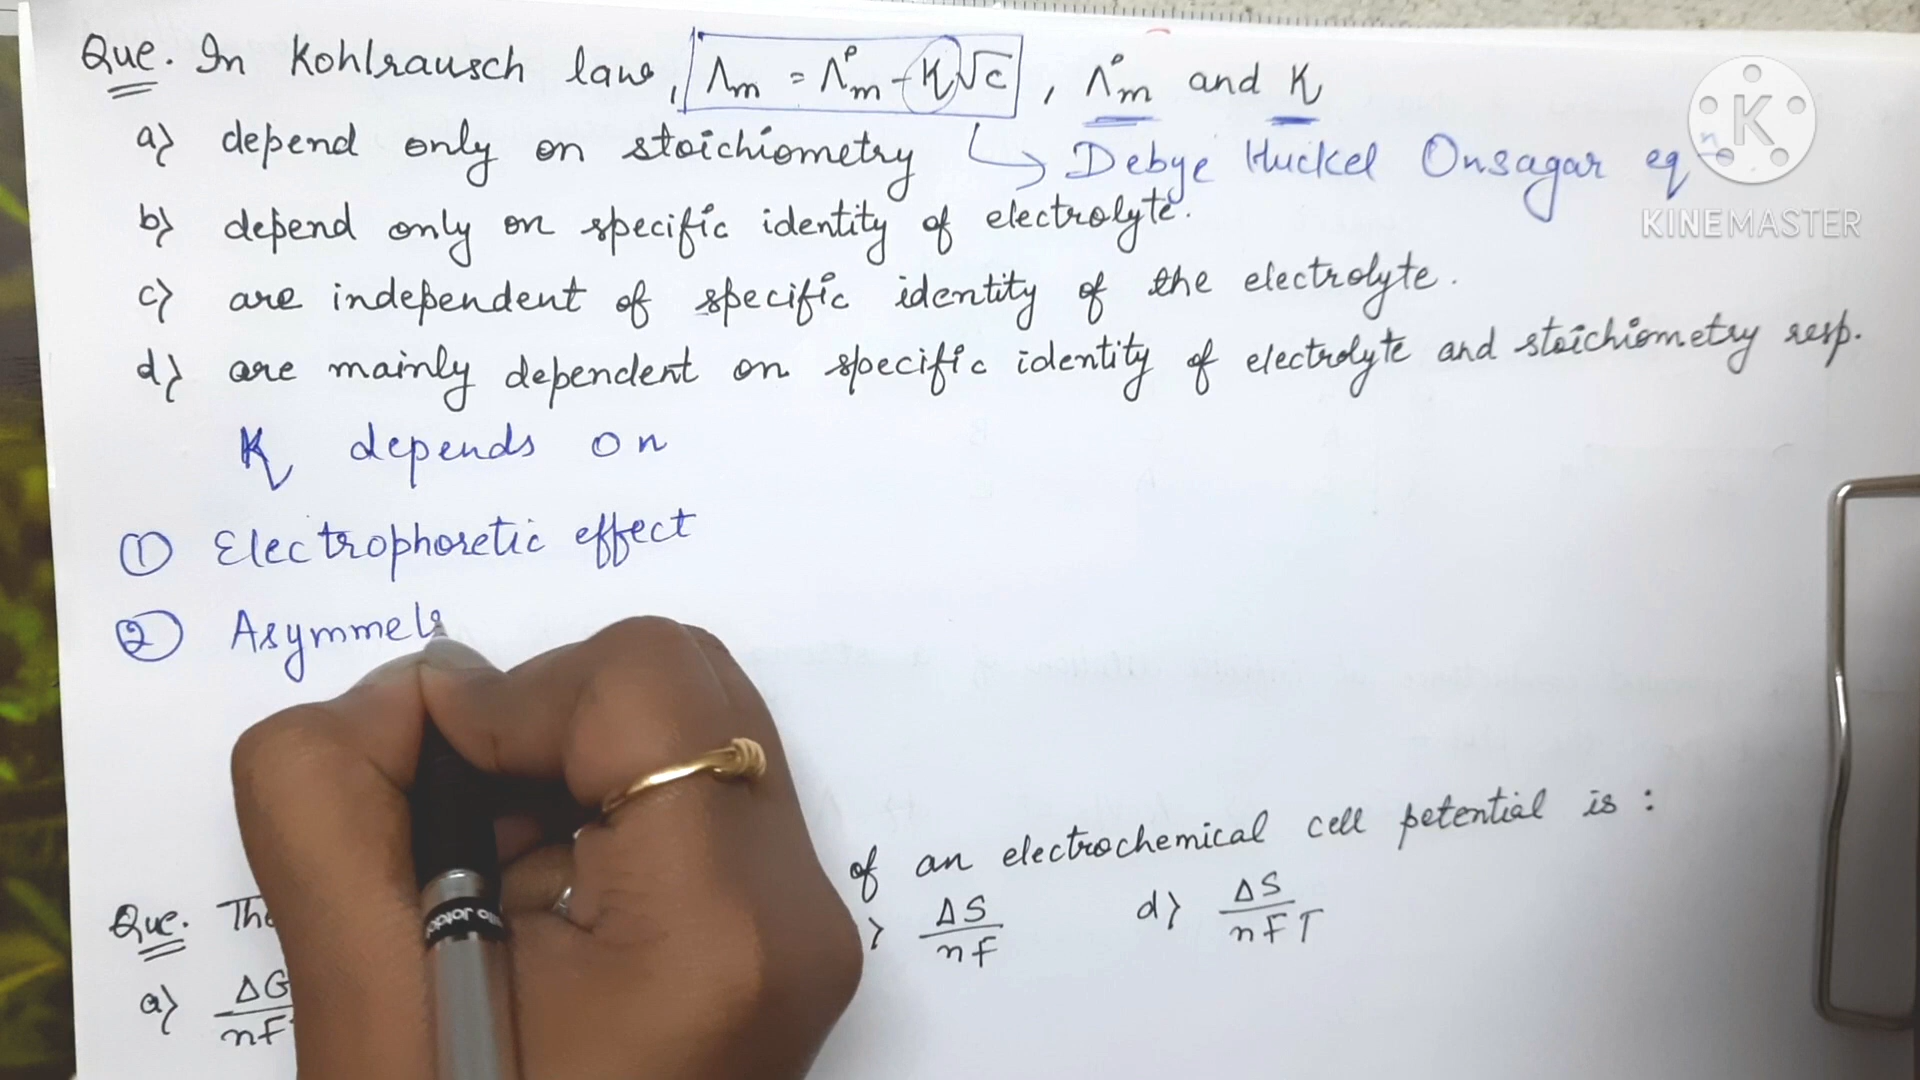 Que. In Kohlrausch law, Λm = Λ°m - K√c, Λ°m and K
a) depend only on stoichiometry
↳ Debye Huckel Onsagar eqn
b) depend only on specific identity of electrolyte.
c) are independent of specific identity of the electrolyte.
d) are mainly dependent on specific identity of electrolyte and stoichiometry resp.
K depends on
① Electrophoretic effect
② Asymmet
of an electrochemical cell potential is :
Que. The
a) ΔG/nF
ΔS/nF
d) ΔS/nFT
K
KINEMASTER